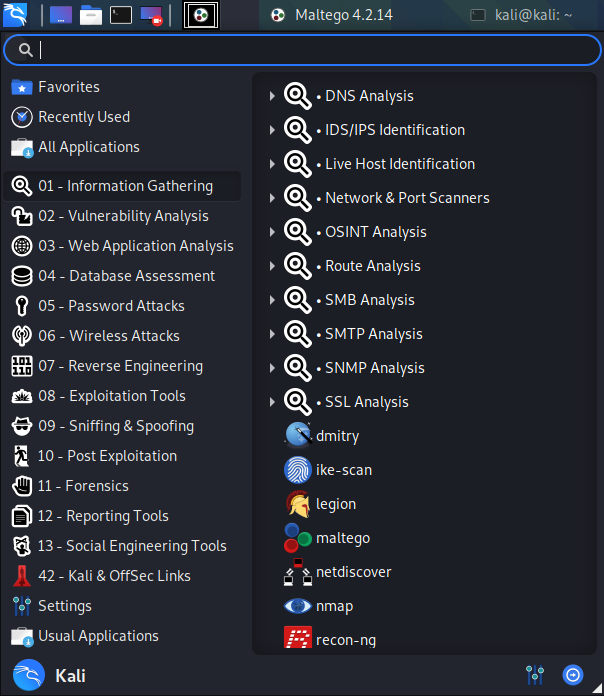 Maltego 4.2.14
kali@kali: ~
Favorites
Recently Used
All Applications
01 - Information Gathering
02 - Vulnerability Analysis
03 - Web Application Analysis
04 - Database Assessment
05 - Password Attacks
06 - Wireless Attacks
07 - Reverse Engineering
08 - Exploitation Tools
09 - Sniffing & Spoofing
10 - Post Exploitation
11 - Forensics
12 - Reporting Tools
13 - Social Engineering Tools
42 - Kali & OffSec Links
Settings
Usual Applications
• DNS Analysis
• IDS/IPS Identification
• Live Host Identification
• Network & Port Scanners
• OSINT Analysis
• Route Analysis
• SMB Analysis
• SMTP Analysis
• SNMP Analysis
• SSL Analysis
dmitry
ike-scan
legion
maltego
netdiscover
nmap
recon-ng
Kali